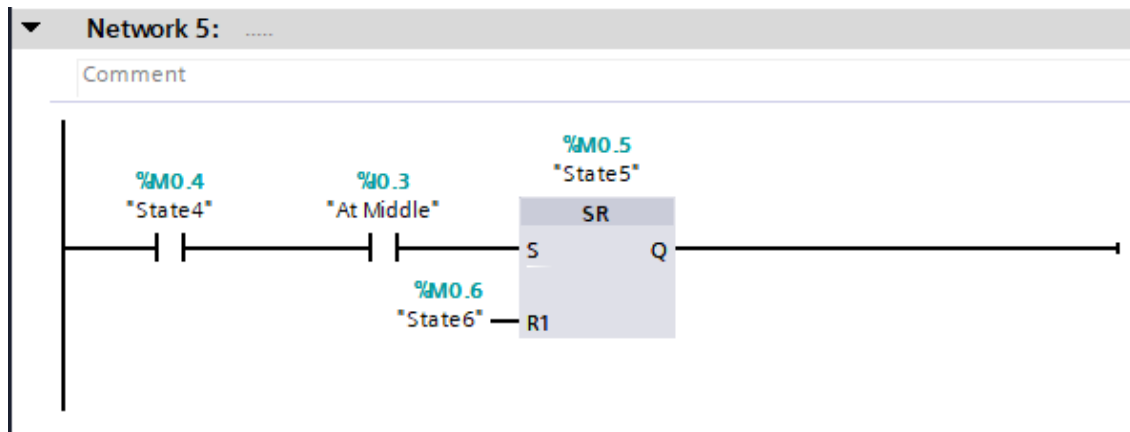 Network 5: .....
Comment
%M0.5
"State5"
%M0.4
"State4"
%I0.3
"At Middle"
SR
S
Q
%M0.6
"State6"
R1